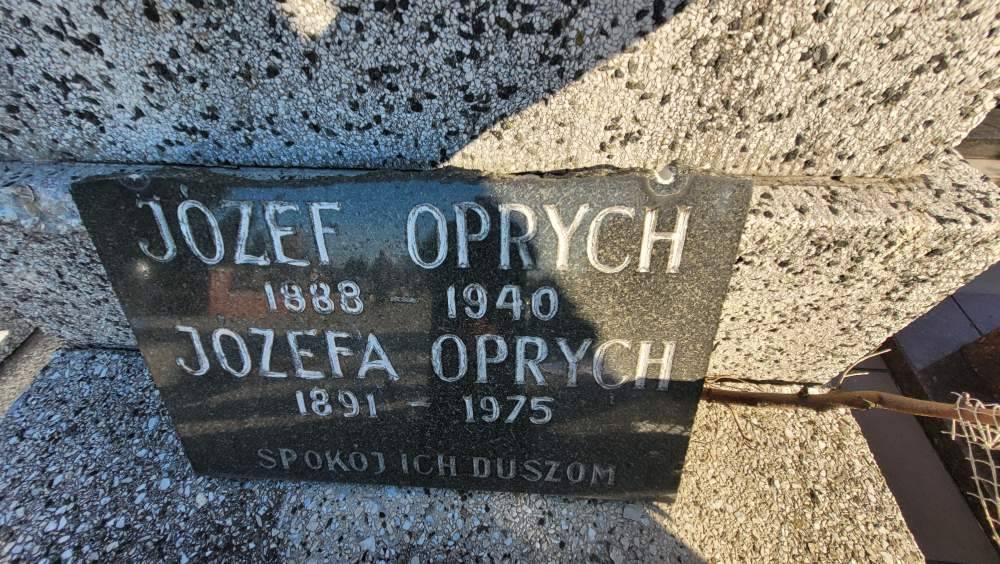 JÓZEF OPRYCH
1888 - 1940
JÓZEFA OPRYCH
1891 - 1975
SPOKÓJ ICH DUSZOM